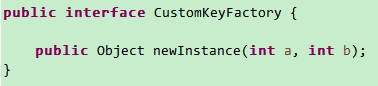 public interface CustomKeyFactory {
public Object newInstance(int a, int b);
}